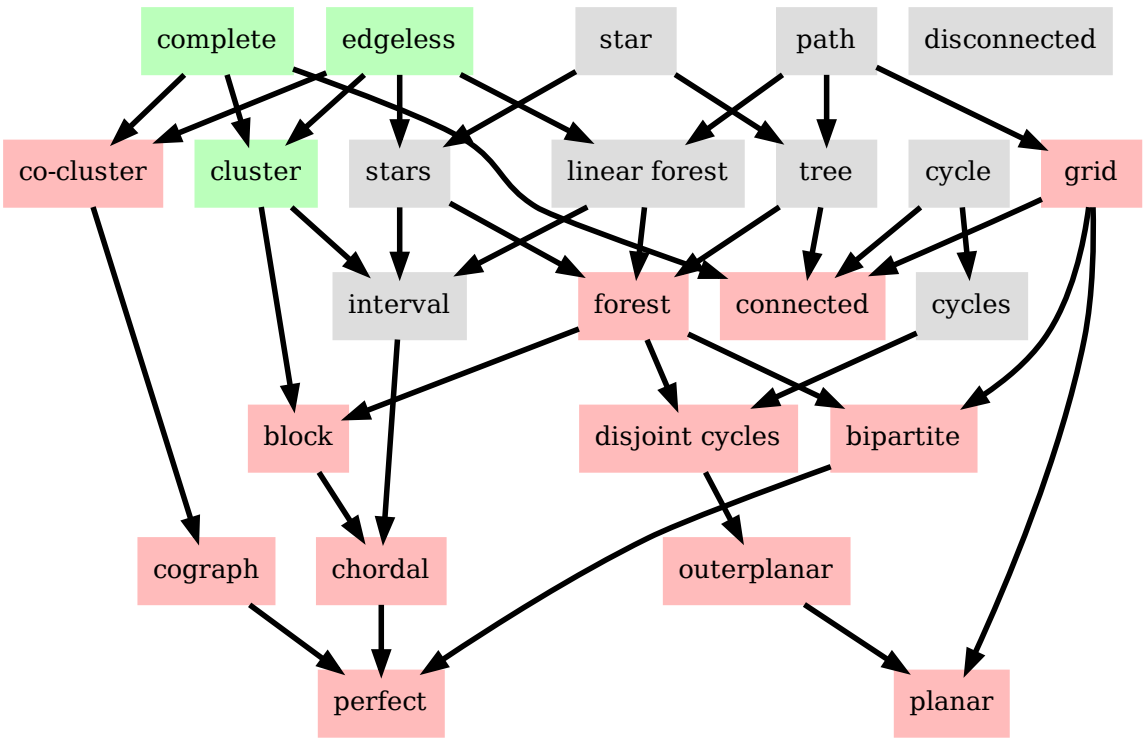 complete
edgeless
star
path
disconnected
co-cluster
cluster
stars
linear forest
tree
cycle
grid
interval
forest
connected
cycles
block
disjoint cycles
bipartite
cograph
chordal
outerplanar
perfect
planar